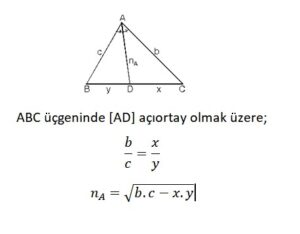 A
c b
n_A
B y D x C
ABC üçgeninde [AD] açıortay olmak üzere;
b/c = x/y
n_A = √b.c − x.y|